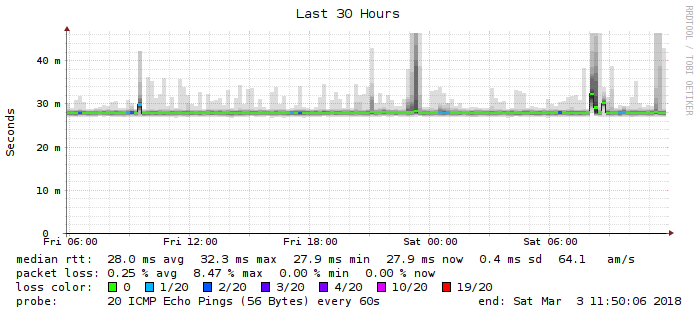 Last 30 Hours
RRDTOOL / TOBI OETIKER
Seconds
40 m
30 m
20 m
10 m
0
Fri 06:00 Fri 12:00 Fri 18:00 Sat 00:00 Sat 06:00
median rtt: 28.0 ms avg 32.3 ms max 27.9 ms min 27.9 ms now 0.4 ms sd 64.1 am/s
packet loss: 0.25 % avg 8.47 % max 0.00 % min 0.00 % now
loss color: 0 1/20 2/20 3/20 4/20 10/20 19/20
probe: 20 ICMP Echo Pings (56 Bytes) every 60s end: Sat Mar 3 11:50:06 2018